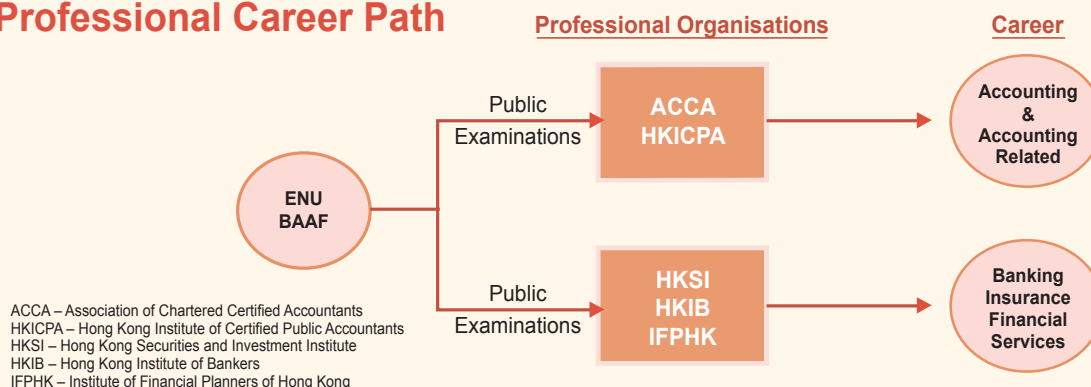 Professional Career Path
Professional Organisations
Career
ENU
BAAF
Public
Examinations
ACCA
HKICPA
Accounting
&
Accounting
Related
Public
Examinations
HKSI
HKIB
IFPHK
Banking
Insurance
Financial
Services
ACCA – Association of Chartered Certified Accountants
HKICPA – Hong Kong Institute of Certified Public Accountants
HKSI – Hong Kong Securities and Investment Institute
HKIB – Hong Kong Institute of Bankers
IFPHK – Institute of Financial Planners of Hong Kong